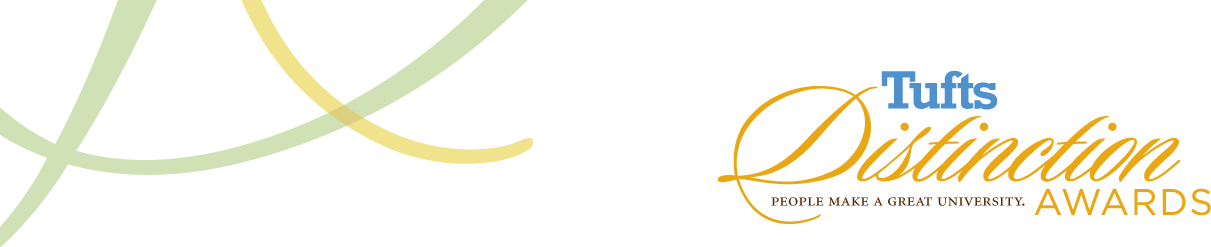 Tufts
Distinction
PEOPLE MAKE A GREAT UNIVERSITY. AWARDS